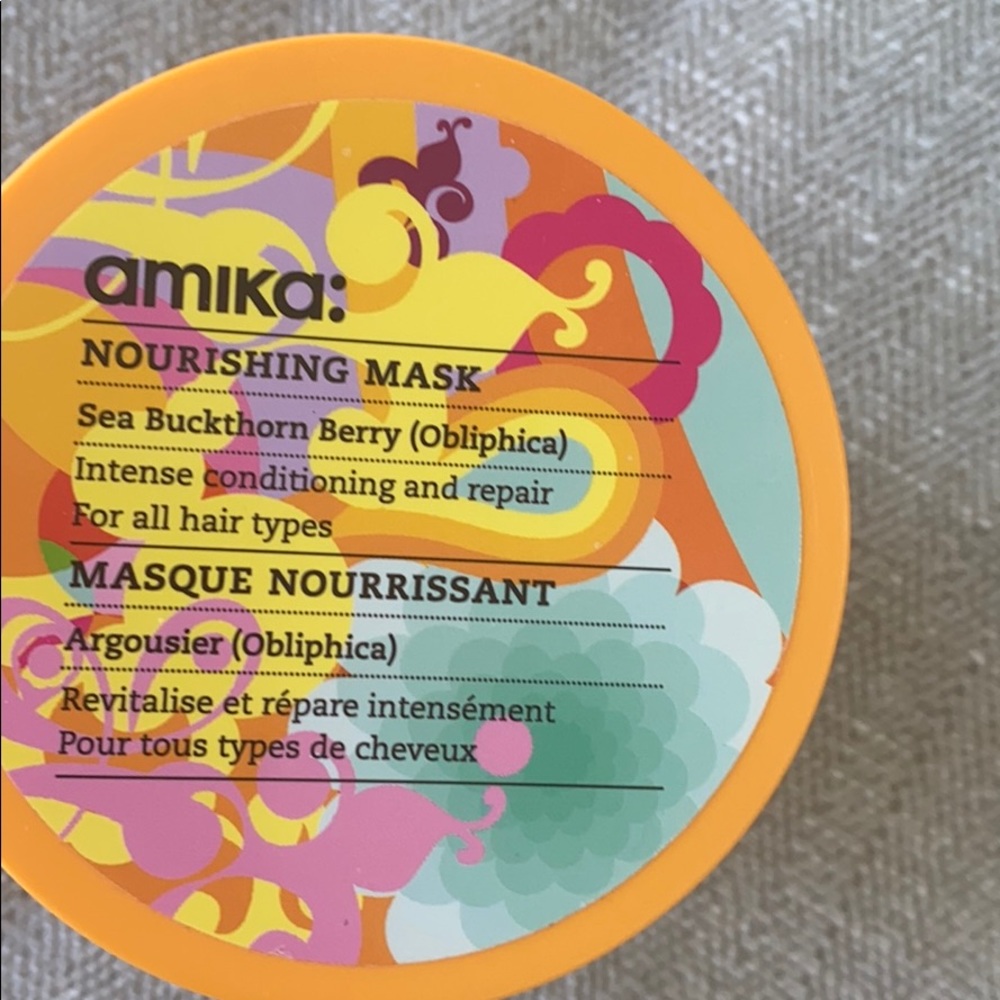 amika:
NOURISHING MASK
Sea Buckthorn Berry (Obliphica)
Intense conditioning and repair
For all hair types
MASQUE NOURRISSANT
Argousier (Obliphica)
Revitalise et répare intensément
Pour tous types de cheveux